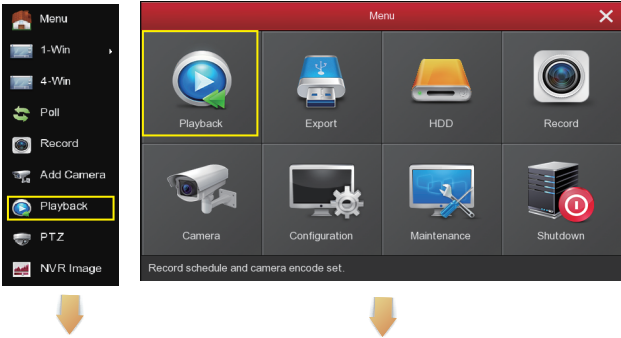 Menu
1-Win
4-Win
Poll
Record
Add Camera
Playback
PTZ
NVR Image
Menu
Playback
Export
HDD
Record
Camera
Configuration
Maintenance
Shutdown
Record schedule and camera encode set.